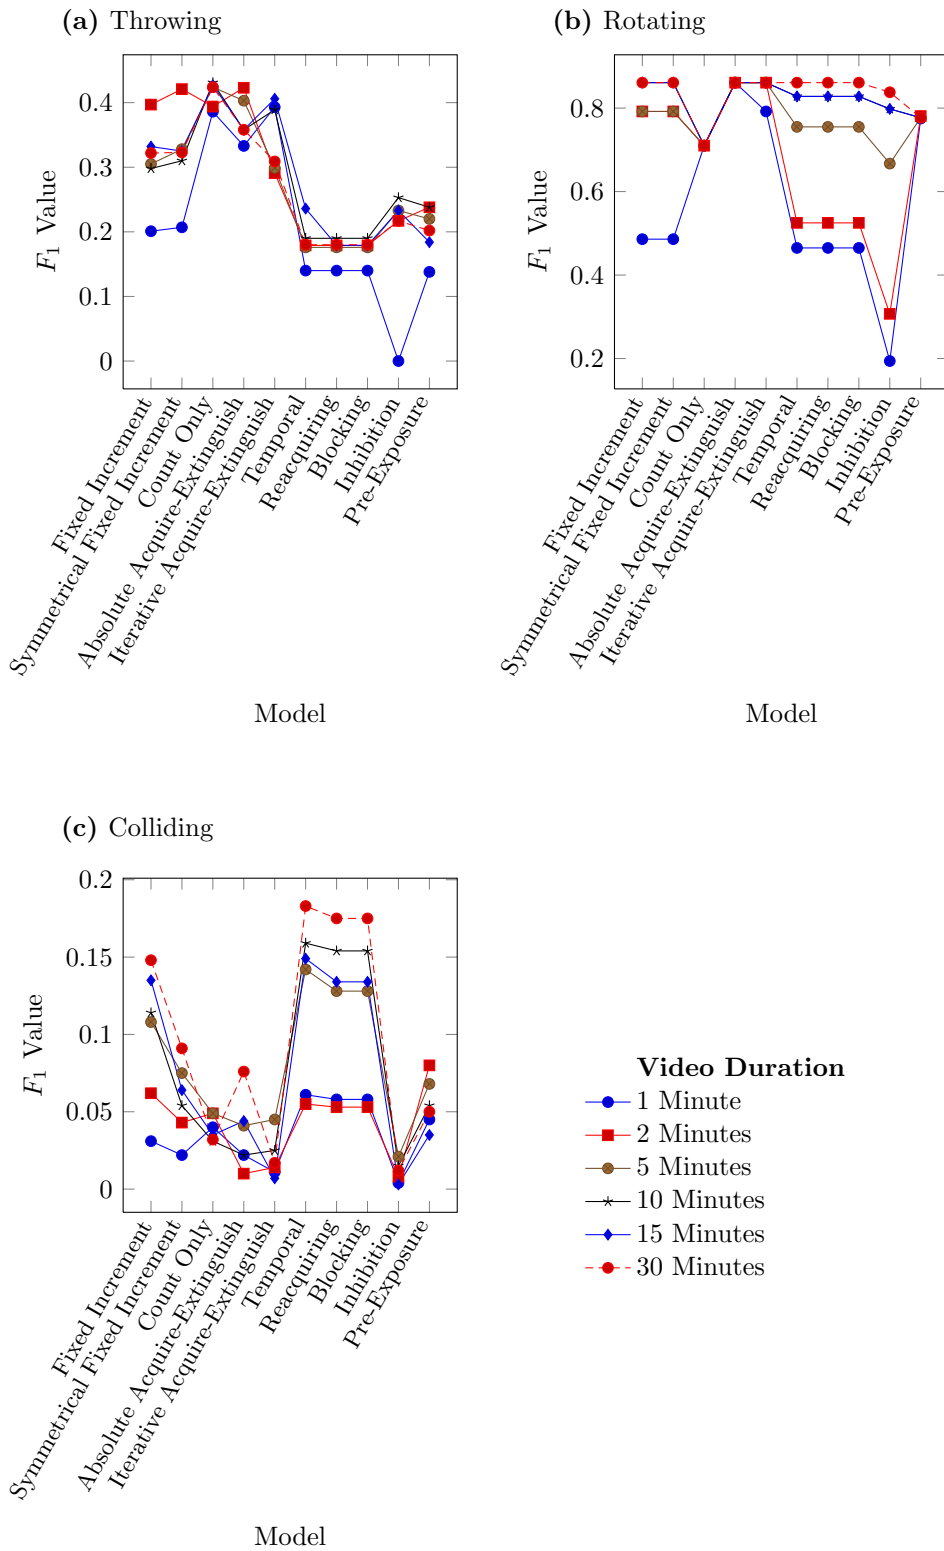 (a) Throwing
0.4
0.3
0.2
0.1
0
F1 Value
Fixed Increment
Symmetrical Fixed Increment
Count Only
Absolute Acquire-Extinguish
Iterative Acquire-Extinguish
Temporal
Reacquiring
Blocking
Inhibition
Pre-Exposure
Model
(b) Rotating
0.8
0.6
0.4
0.2
F1 Value
Fixed Increment
Symmetrical Fixed Increment
Count Only
Absolute Acquire-Extinguish
Iterative Acquire-Extinguish
Temporal
Reacquiring
Blocking
Inhibition
Pre-Exposure
Model
(c) Colliding
0.2
0.15
0.1
0.05
0
F1 Value
Fixed Increment
Symmetrical Fixed Increment
Count Only
Absolute Acquire-Extinguish
Iterative Acquire-Extinguish
Temporal
Reacquiring
Blocking
Inhibition
Pre-Exposure
Model
Video Duration
1 Minute
2 Minutes
5 Minutes
10 Minutes
15 Minutes
30 Minutes